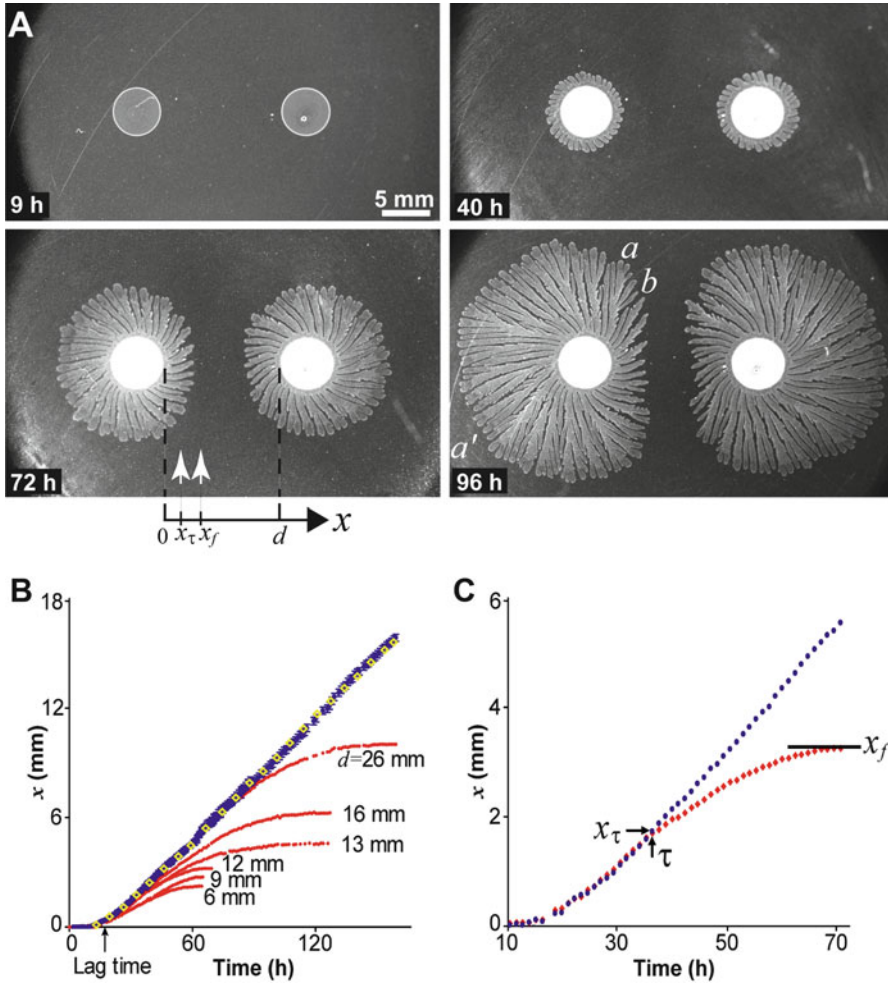 A
9 h
5 mm
40 h
72 h
a
b
a'
96 h
0 xτ xf d x
B
x (mm)
18
12
6
0
d=26 mm
16 mm
13 mm
12 mm
9 mm
6 mm
0 60 120
Lag time
Time (h)
C
x (mm)
6
4
2
0
xf
xτ
τ
10 30 50 70
Time (h)